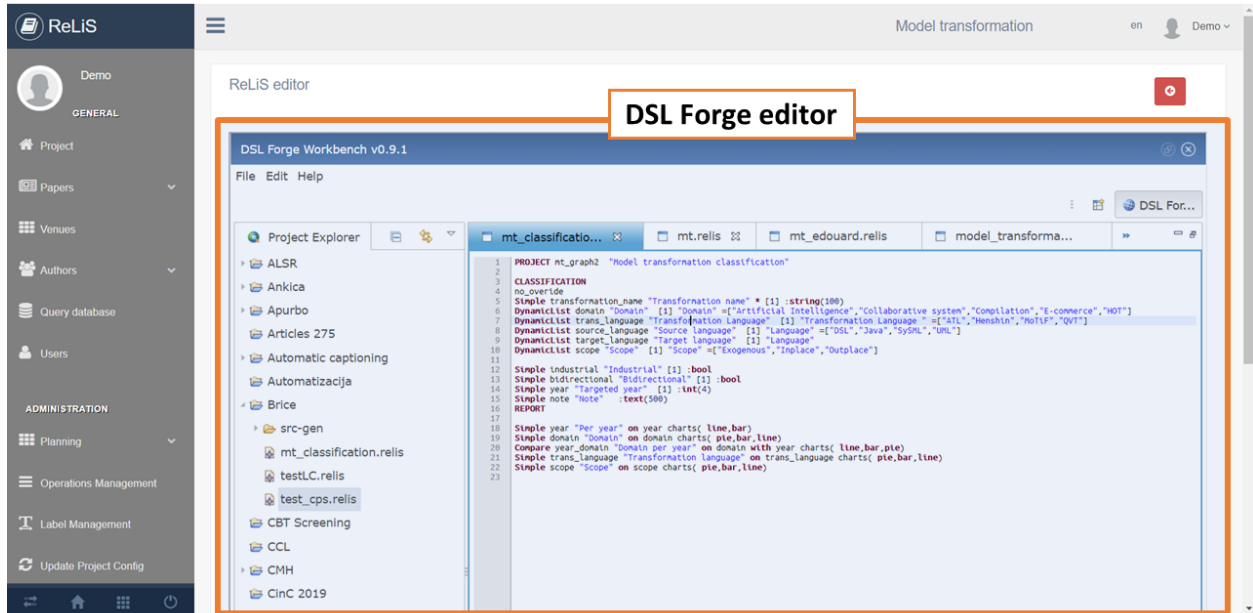 ReLiS
Model transformation
en
Demo
Demo
GENERAL
Project
Papers
Venues
Authors
Query database
Users
ADMINISTRATION
Planning
Operations Management
Label Management
Update Project Config
ReLiS editor
DSL Forge editor
DSL Forge Workbench v0.9.1
File Edit Help
DSL For...
Project Explorer
mt_classificatio...
mt.relis
mt_edouard.relis
model_transforma...
ALSR
Ankica
Apurbo
Articles 275
Automatic captioning
Automatizacija
Brice
src-gen
mt_classification.relis
testLC.relis
test_cps.relis
CBT Screening
CCL
CMH
CinC 2019
1 PROJECT mt_graph2 "Model transformation classification"
2
3 CLASSIFICATION
4 no_override
5 Simple transformation_name "Transformation name" * [1] :string(100)
6 DynamicList domain "Domain" [1] "Domain" =["Artificial Intelligence","Collaborative system","Compilation","E-commerce","HOT"]
7 DynamicList trans_language "Transformation Language" [1] "Transformation Language " =["ATL","Henshin","MoTiF","QVT"]
8 DynamicList source_language "Source language" [1] "Language" =["DSL","Java","SySML","UML"]
9 DynamicList target_language "Target language" [1] "Language"
10 DynamicList scope "Scope" [1] "Scope" =["Exogenous","Inplace","Outplace"]
11
12 Simple industrial "Industrial" [1] :bool
13 Simple bidirectional "Bidirectional" [1] :bool
14 Simple year "Targeted year" [1] :int(4)
15 Simple note "Note" :text(500)
16 REPORT
17
18 Simple year "Per year" on year charts( line,bar)
19 Simple domain "Domain" on domain charts( pie,bar,line)
20 Compare year_domain "Domain per year" on domain with year charts( line,bar,pie)
21 Simple trans_language "Transformation language" on trans_language charts( pie,bar,line)
22 Simple scope "Scope" on scope charts( pie,bar,line)
23